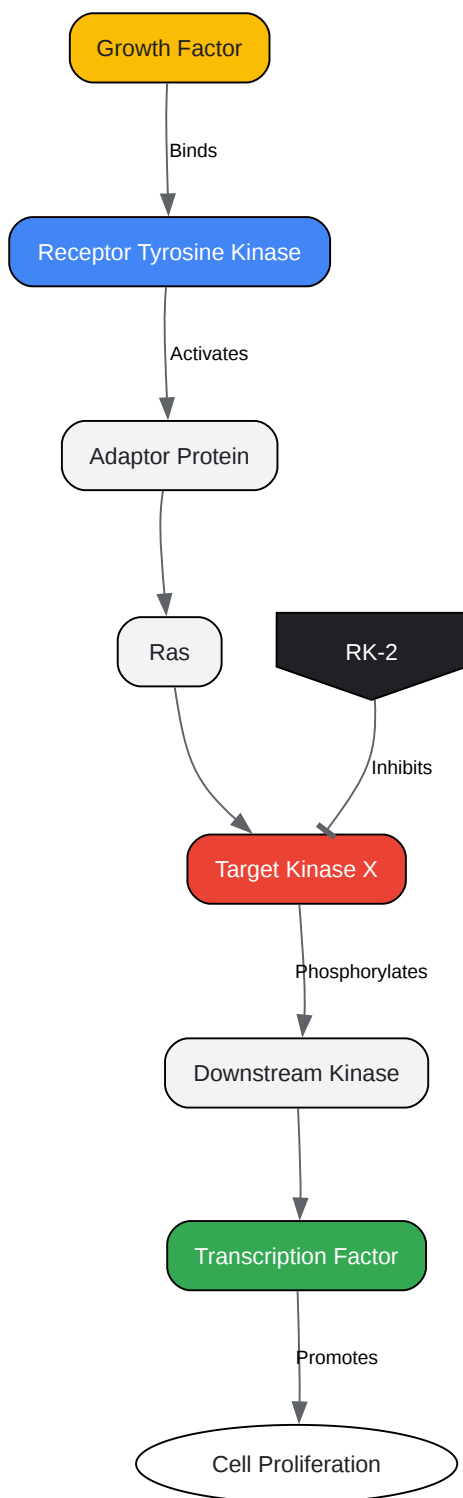 Growth Factor
Binds
Receptor Tyrosine Kinase
Activates
Adaptor Protein
Ras
RK-2
Inhibits
Target Kinase X
Phosphorylates
Downstream Kinase
Transcription Factor
Promotes
Cell Proliferation